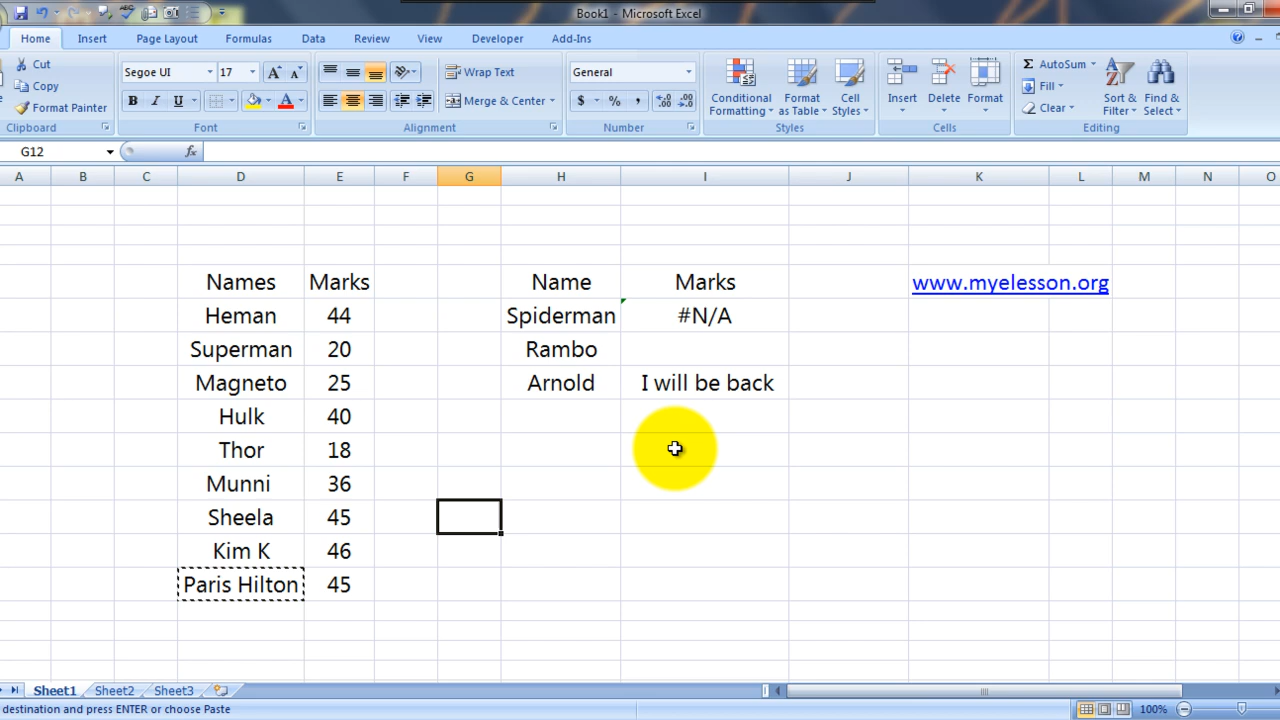 Book1 - Microsoft Excel
Home Insert Page Layout Formulas Data Review View Developer Add-Ins
Cut
Copy
Format Painter
Clipboard
Segoe UI 17
B I U A
Font
Wrap Text
Merge & Center
Alignment
General
$ % , .0 .00
Number
Conditional Formatting
Format as Table
Cell Styles
Styles
Insert
Delete
Format
Cells
AutoSum
Fill
Clear
Sort & Filter
Find & Select
Editing
G12 fx
A B C D E F G H I J K L M N O
Names Marks Name Marks www.myelesson.org
Heman 44 Spiderman #N/A
Superman 20 Rambo
Magneto 25 Arnold I will be back
Hulk 40
Thor 18
Munni 36
Sheela 45
Kim K 46
Paris Hilton 45
Sheet1 Sheet2 Sheet3
destination and press ENTER or choose Paste 100%